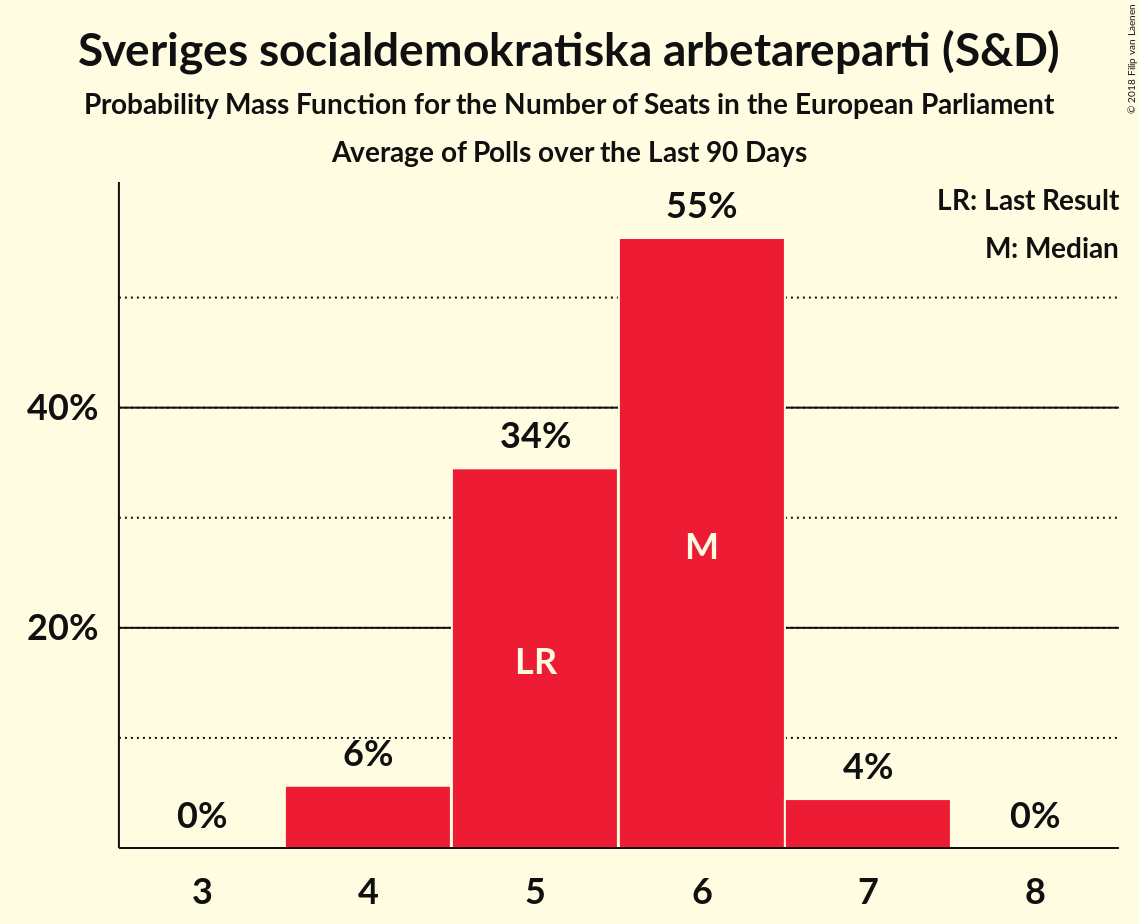 Sveriges socialdemokratiska arbetareparti (S&D)
Probability Mass Function for the Number of Seats in the European Parliament
Average of Polls over the Last 90 Days
© 2018 Filip van Laenen
LR: Last Result
M: Median
55%
40%
34%
M
20%
LR
6%
4%
0%
0%
3 4 5 6 7 8